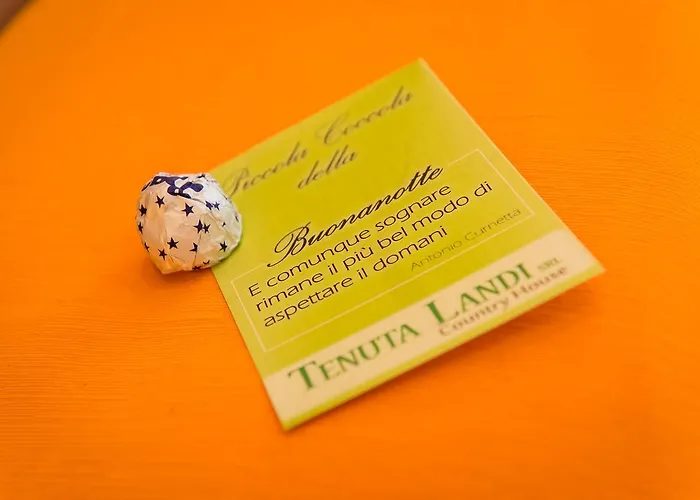 Piccola Coccola
della
Buonanotte
E comunque sognare
rimane il più bel modo di
aspettare il domani
Antonio Curnetta
TENUTA LANDI SRL
Country House